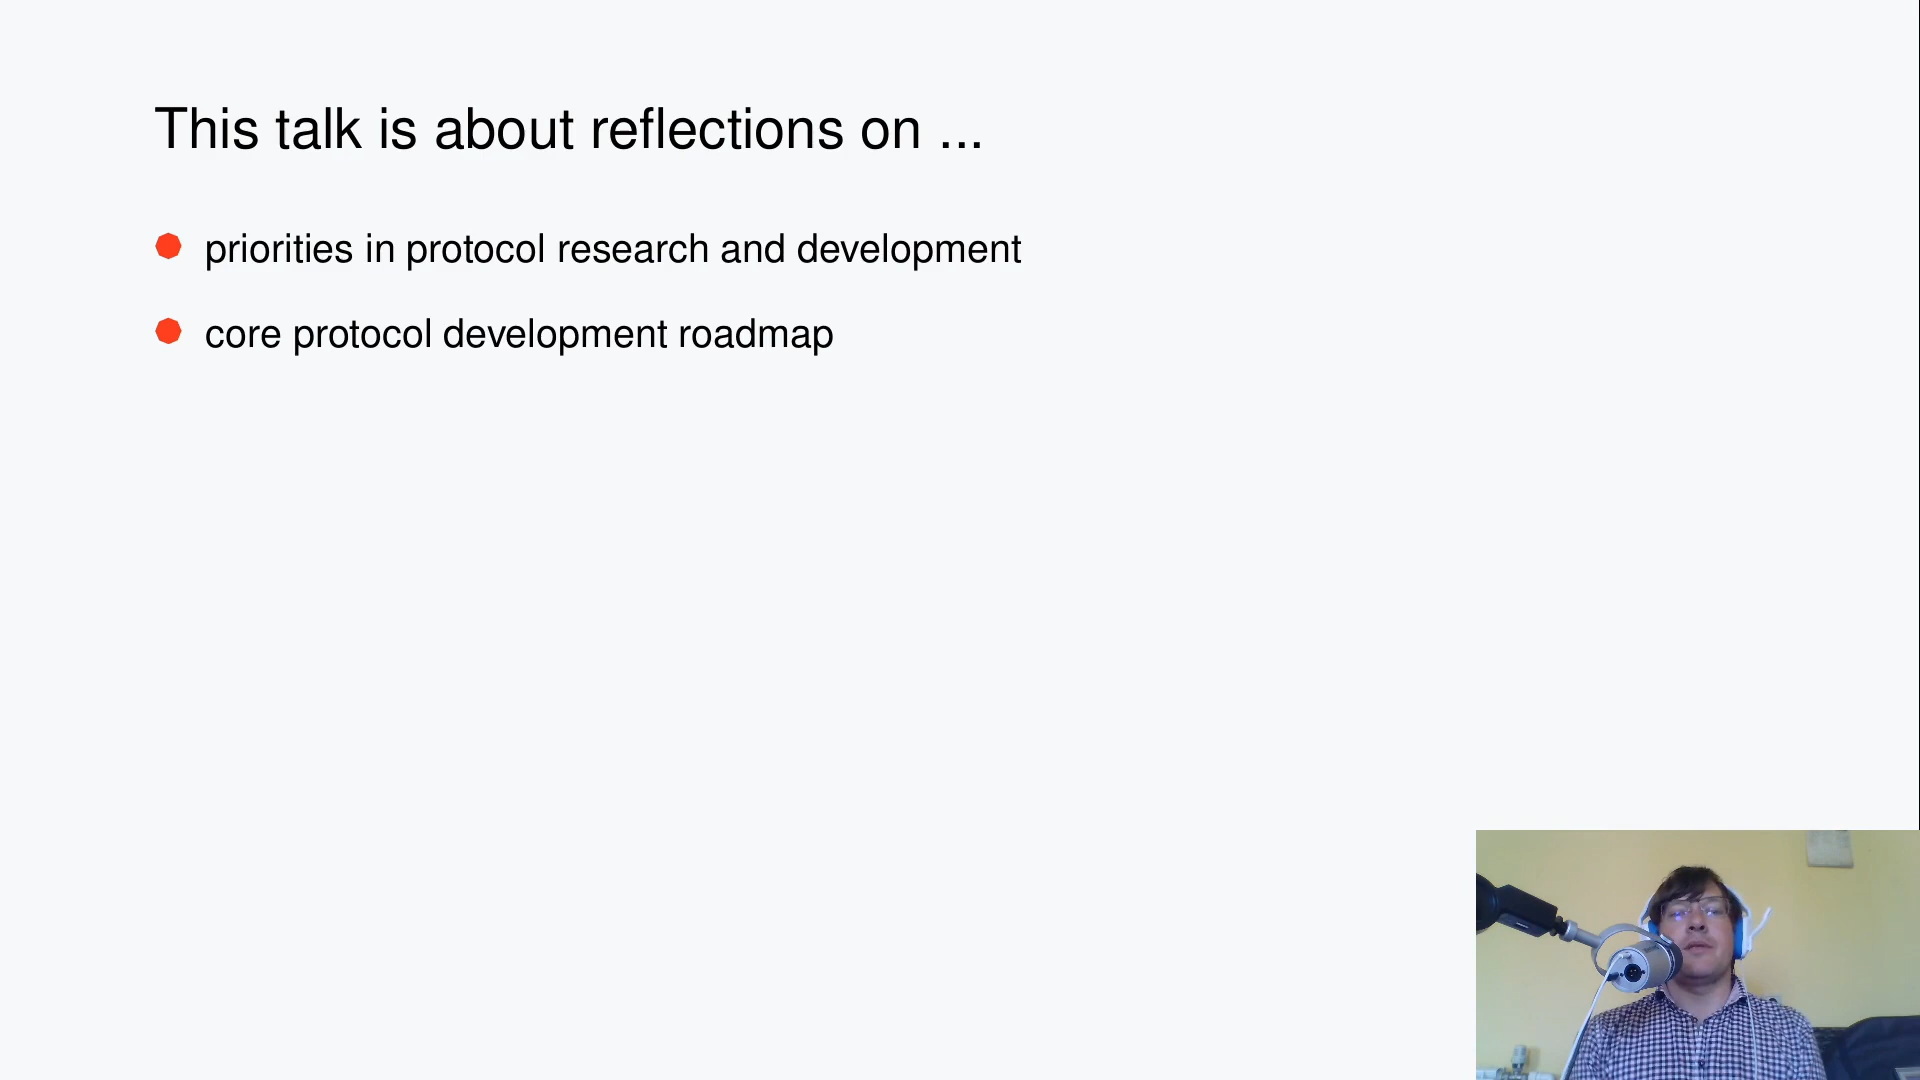 This talk is about reflections on ...
priorities in protocol research and development
core protocol development roadmap